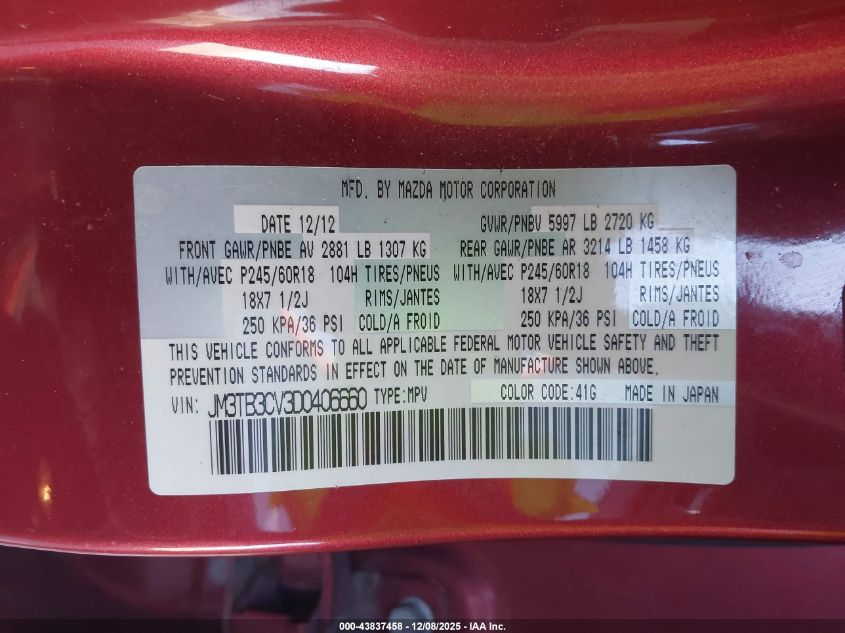 MFD. BY MAZDA MOTOR CORPORATION
DATE 12/12 GVWR/PNBV 5997 LB 2720 KG
FRONT GAWR/PNBE AV 2881 LB 1307 KG REAR GAWR/PNBE AR 3214 LB 1458 KG
WITH/AVEC P245/60R18 104H TIRES/PNEUS WITH/AVEC P245/60R18 104H TIRES/PNEUS
18X7 1/2J RIMS/JANTES 18X7 1/2J RIMS/JANTES
250 KPA/36 PSI COLD/A FROID 250 KPA/36 PSI COLD/A FROID
THIS VEHICLE CONFORMS TO ALL APPLICABLE FEDERAL MOTOR VEHICLE SAFETY AND THEFT
PREVENTION STANDARDS IN EFFECT ON THE DATE OF MANUFACTURE SHOWN ABOVE.
VIN: JM3TB3CV3D0406660 TYPE:MPV COLOR CODE:41G MADE IN JAPAN
000-43837458 - 12/08/2025 - IAA Inc.